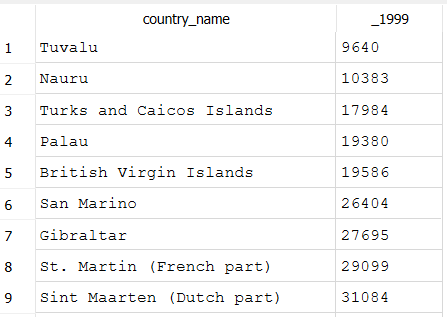 country_name _1999
1 Tuvalu 9640
2 Nauru 10383
3 Turks and Caicos Islands 17984
4 Palau 19380
5 British Virgin Islands 19586
6 San Marino 26404
7 Gibraltar 27695
8 St. Martin (French part) 29099
9 Sint Maarten (Dutch part) 31084